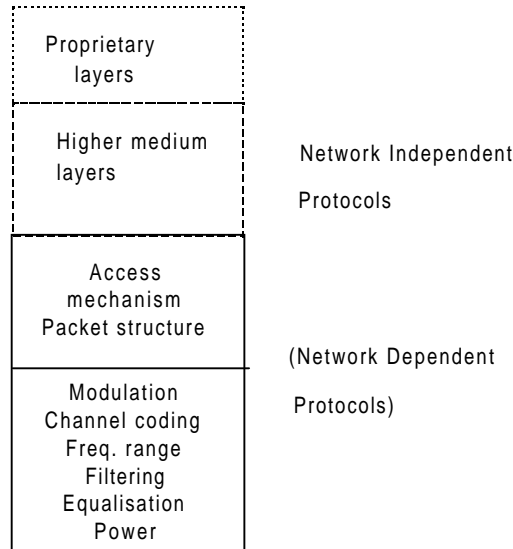 Proprietary
layers
Higher medium
layers
Network Independent
Protocols
Access
mechanism
Packet structure
(Network Dependent
Protocols)
Modulation
Channel coding
Freq. range
Filtering
Equalisation
Power